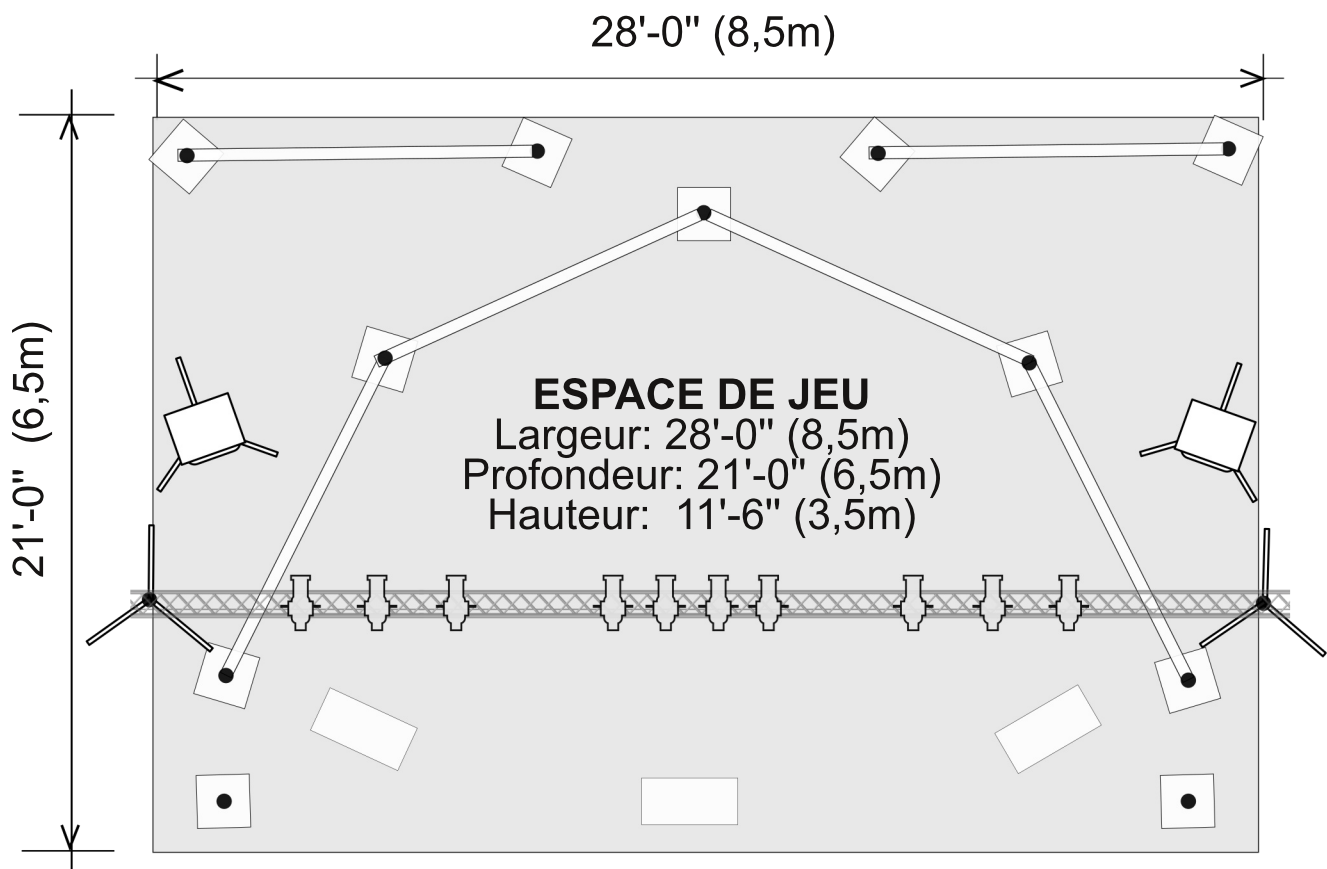 28'-0" (8,5m)
21'-0" (6,5m)
ESPACE DE JEU
Largeur: 28'-0" (8,5m)
Profondeur: 21'-0" (6,5m)
Hauteur: 11'-6" (3,5m)